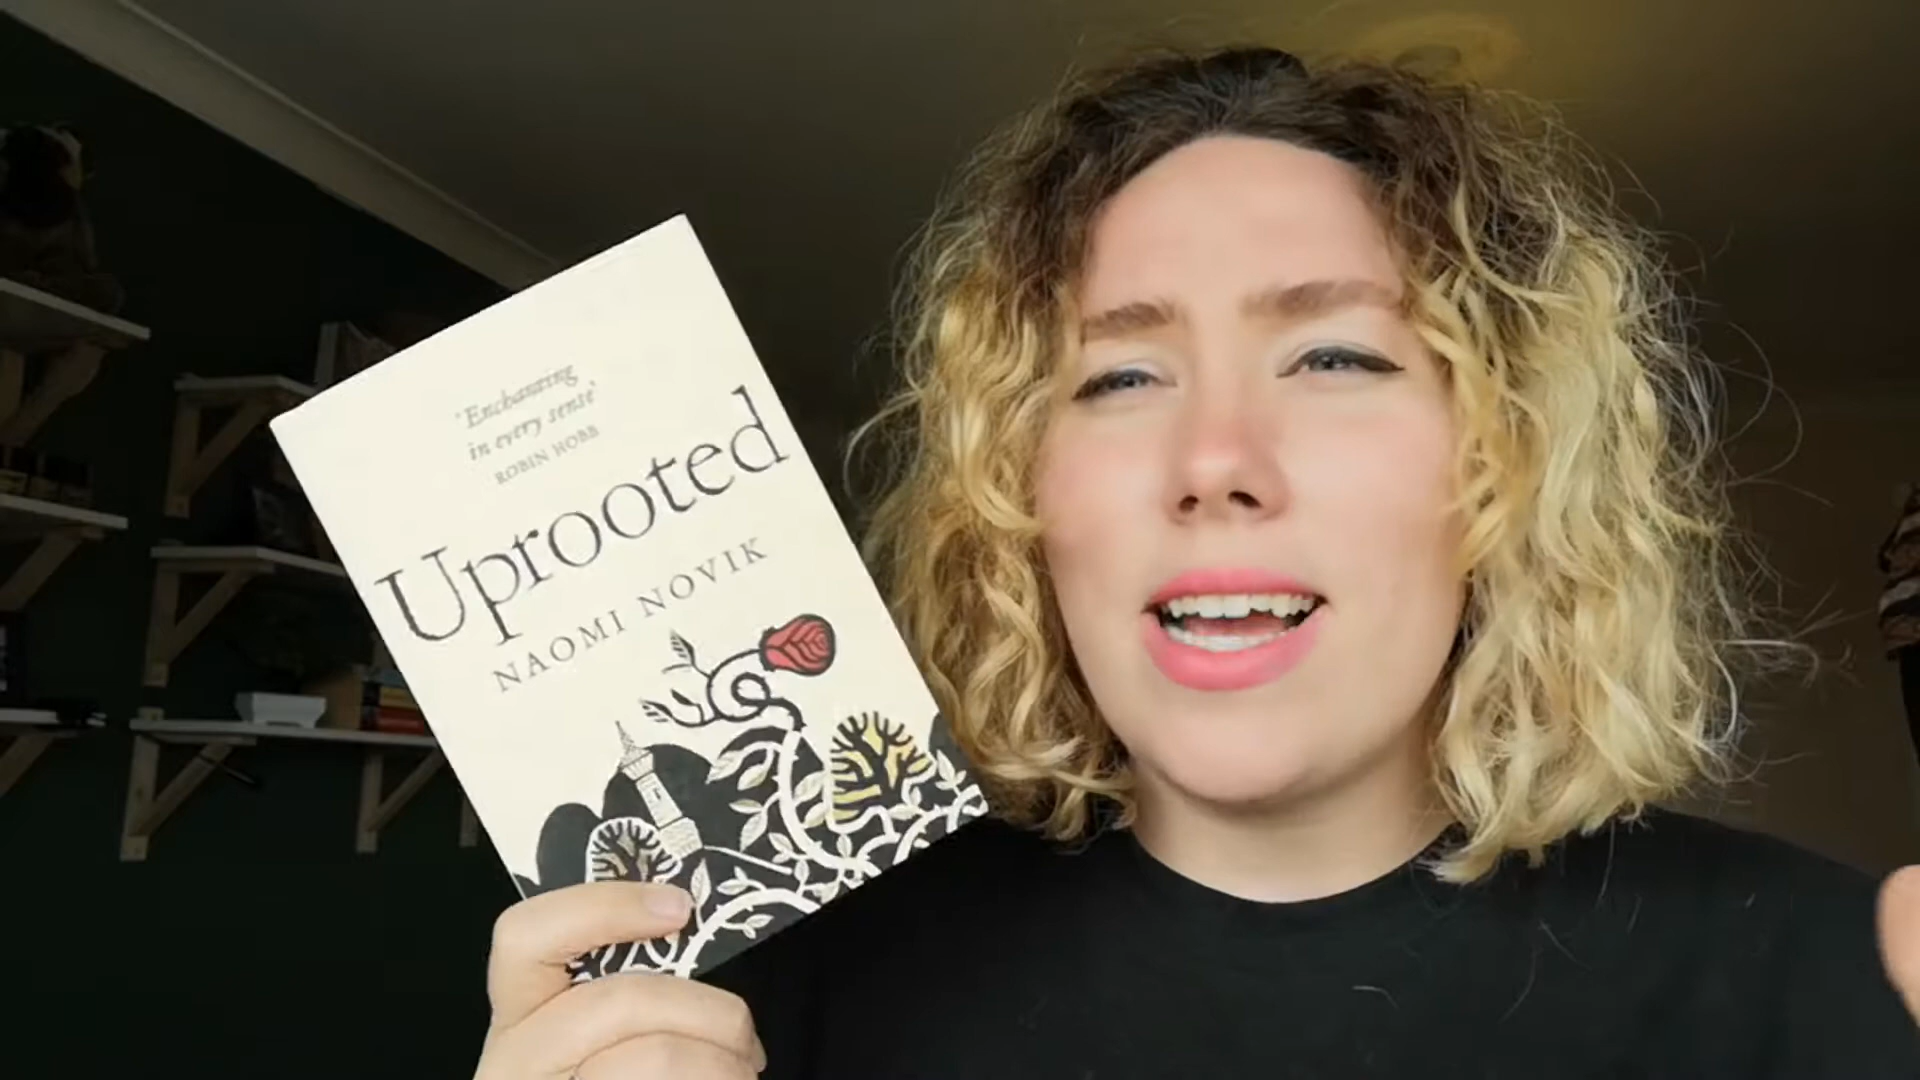 'Enchanting
in every sense'
ROBIN HOBB
Uprooted
NAOMI NOVIK